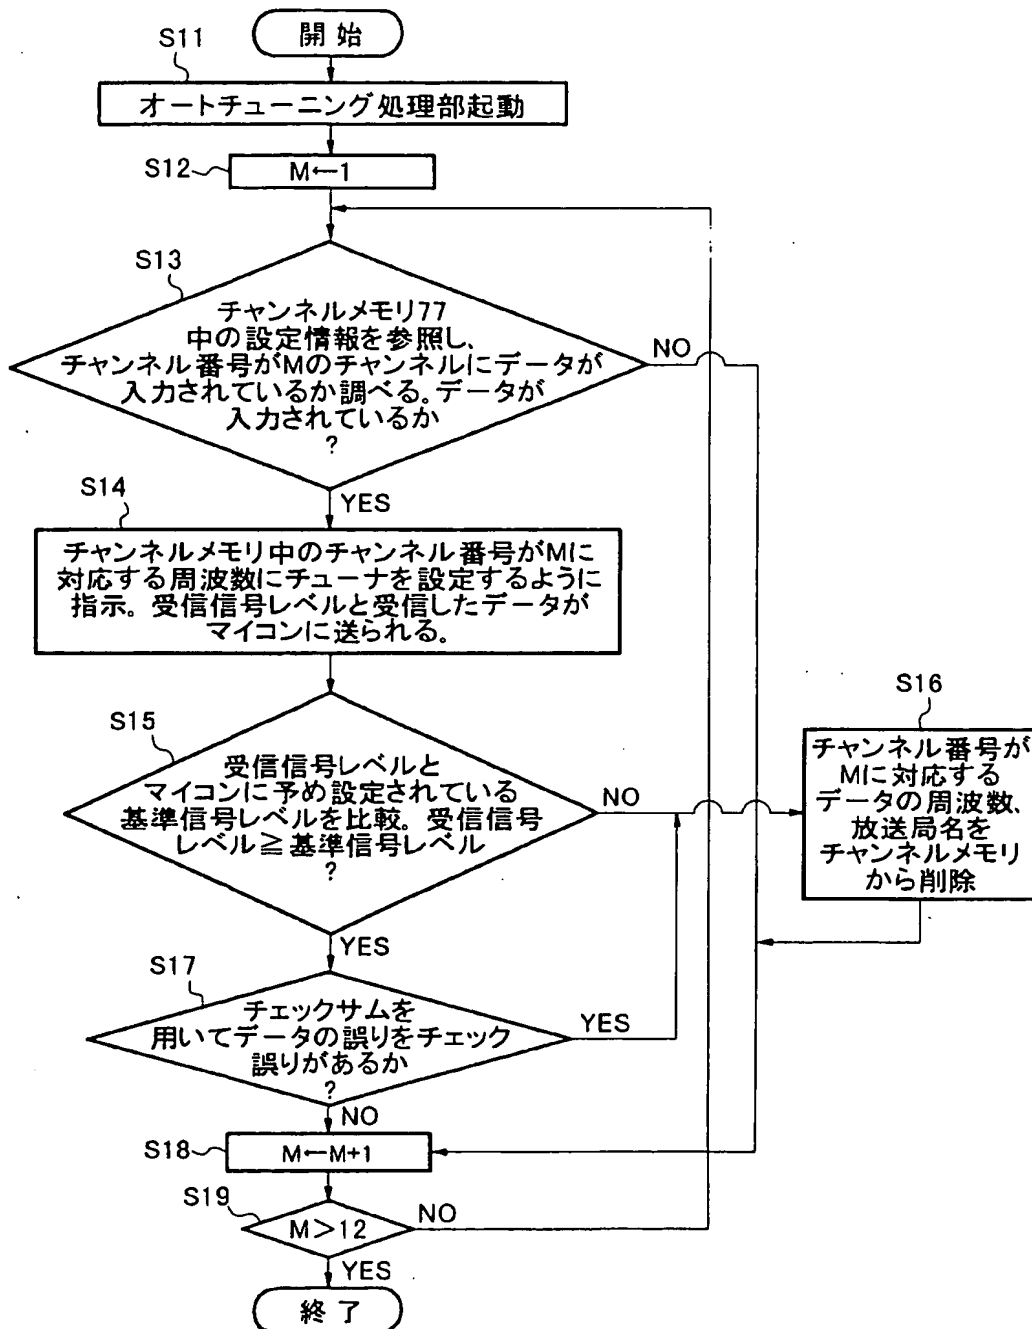 開始
S11
オートチューニング処理部起動
S12
M←1
S13
チャンネルメモリ77
中の設定情報を参照し、
チャンネル番号がMのチャンネルにデータが
入力されているか調べる。データが
入力されているか
?
NO
YES
S14
チャンネルメモリ中のチャンネル番号がMに
対応する周波数にチューナを設定するように
指示。受信信号レベルと受信したデータが
マイコンに送られる。
S15
受信信号レベルと
マイコンに予め設定されている
基準信号レベルを比較。受信信号
レベル≧基準信号レベル
?
NO
YES
S16
チャンネル番号が
Mに対応する
データの周波数、
放送局名を
チャンネルメモリ
から削除
S17
チェックサムを
用いてデータの誤りをチェック
誤りがあるか
?
YES
NO
S18
M←M+1
S19
M>12
NO
YES
終了